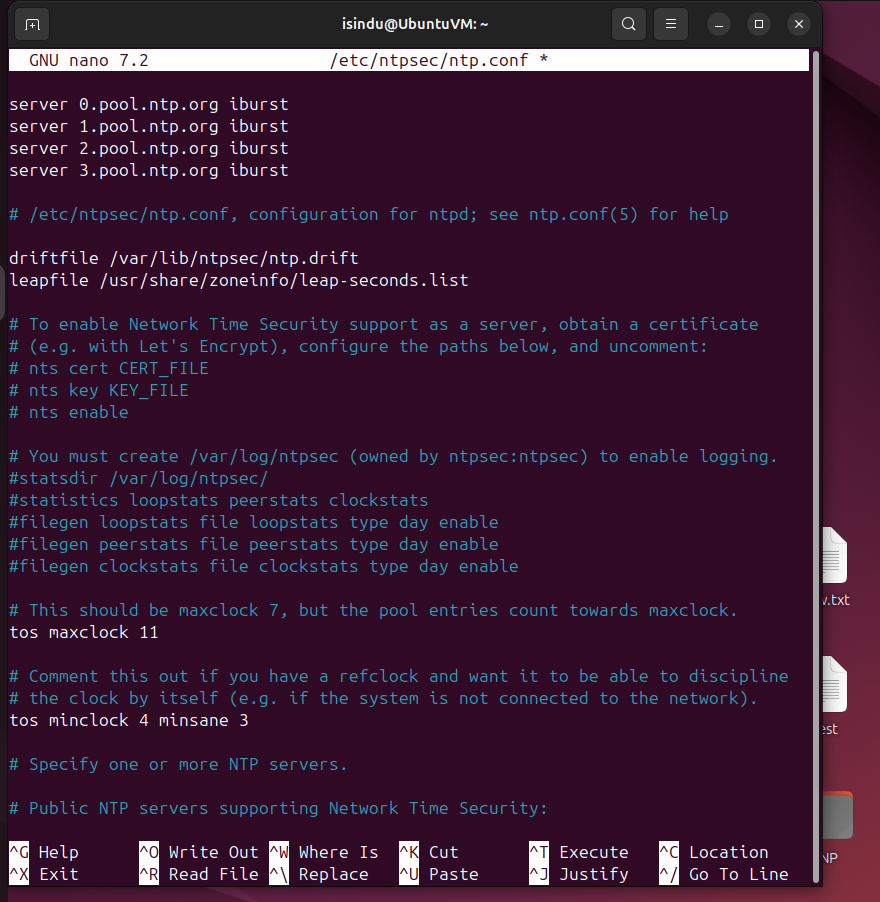 isindu@UbuntuVM: ~
GNU nano 7.2 /etc/ntpsec/ntp.conf *
server 0.pool.ntp.org iburst
server 1.pool.ntp.org iburst
server 2.pool.ntp.org iburst
server 3.pool.ntp.org iburst
# /etc/ntpsec/ntp.conf, configuration for ntpd; see ntp.conf(5) for help
driftfile /var/lib/ntpsec/ntp.drift
leapfile /usr/share/zoneinfo/leap-seconds.list
# To enable Network Time Security support as a server, obtain a certificate
# (e.g. with Let's Encrypt), configure the paths below, and uncomment:
# nts cert CERT_FILE
# nts key KEY_FILE
# nts enable
# You must create /var/log/ntpsec (owned by ntpsec:ntpsec) to enable logging.
#statsdir /var/log/ntpsec/
#statistics loopstats peerstats clockstats
#filegen loopstats file loopstats type day enable
#filegen peerstats file peerstats type day enable
#filegen clockstats file clockstats type day enable
# This should be maxclock 7, but the pool entries count towards maxclock.
tos maxclock 11
# Comment this out if you have a refclock and want it to be able to discipline
# the clock by itself (e.g. if the system is not connected to the network).
tos minclock 4 minsane 3
# Specify one or more NTP servers.
# Public NTP servers supporting Network Time Security:
^G Help ^O Write Out ^W Where Is ^K Cut ^T Execute ^C Location
^X Exit ^R Read File ^\ Replace ^U Paste ^J Justify ^/ Go To Line